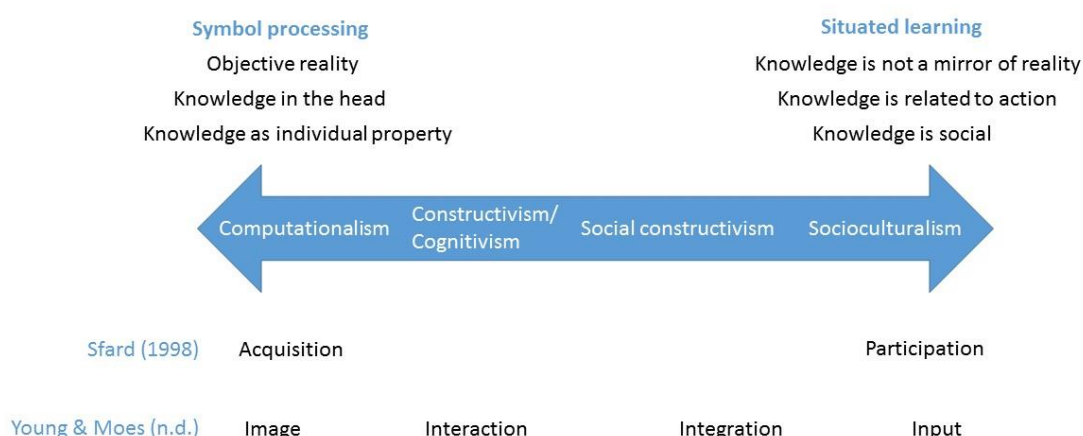 Symbol processing
Objective reality
Knowledge in the head
Knowledge as individual property
Situated learning
Knowledge is not a mirror of reality
Knowledge is related to action
Knowledge is social
Computationalism
Constructivism/
Cognitivism
Social constructivism
Socioculturalism
Sfard (1998) Acquisition Participation
Young & Moes (n.d.) Image Interaction Integration Input